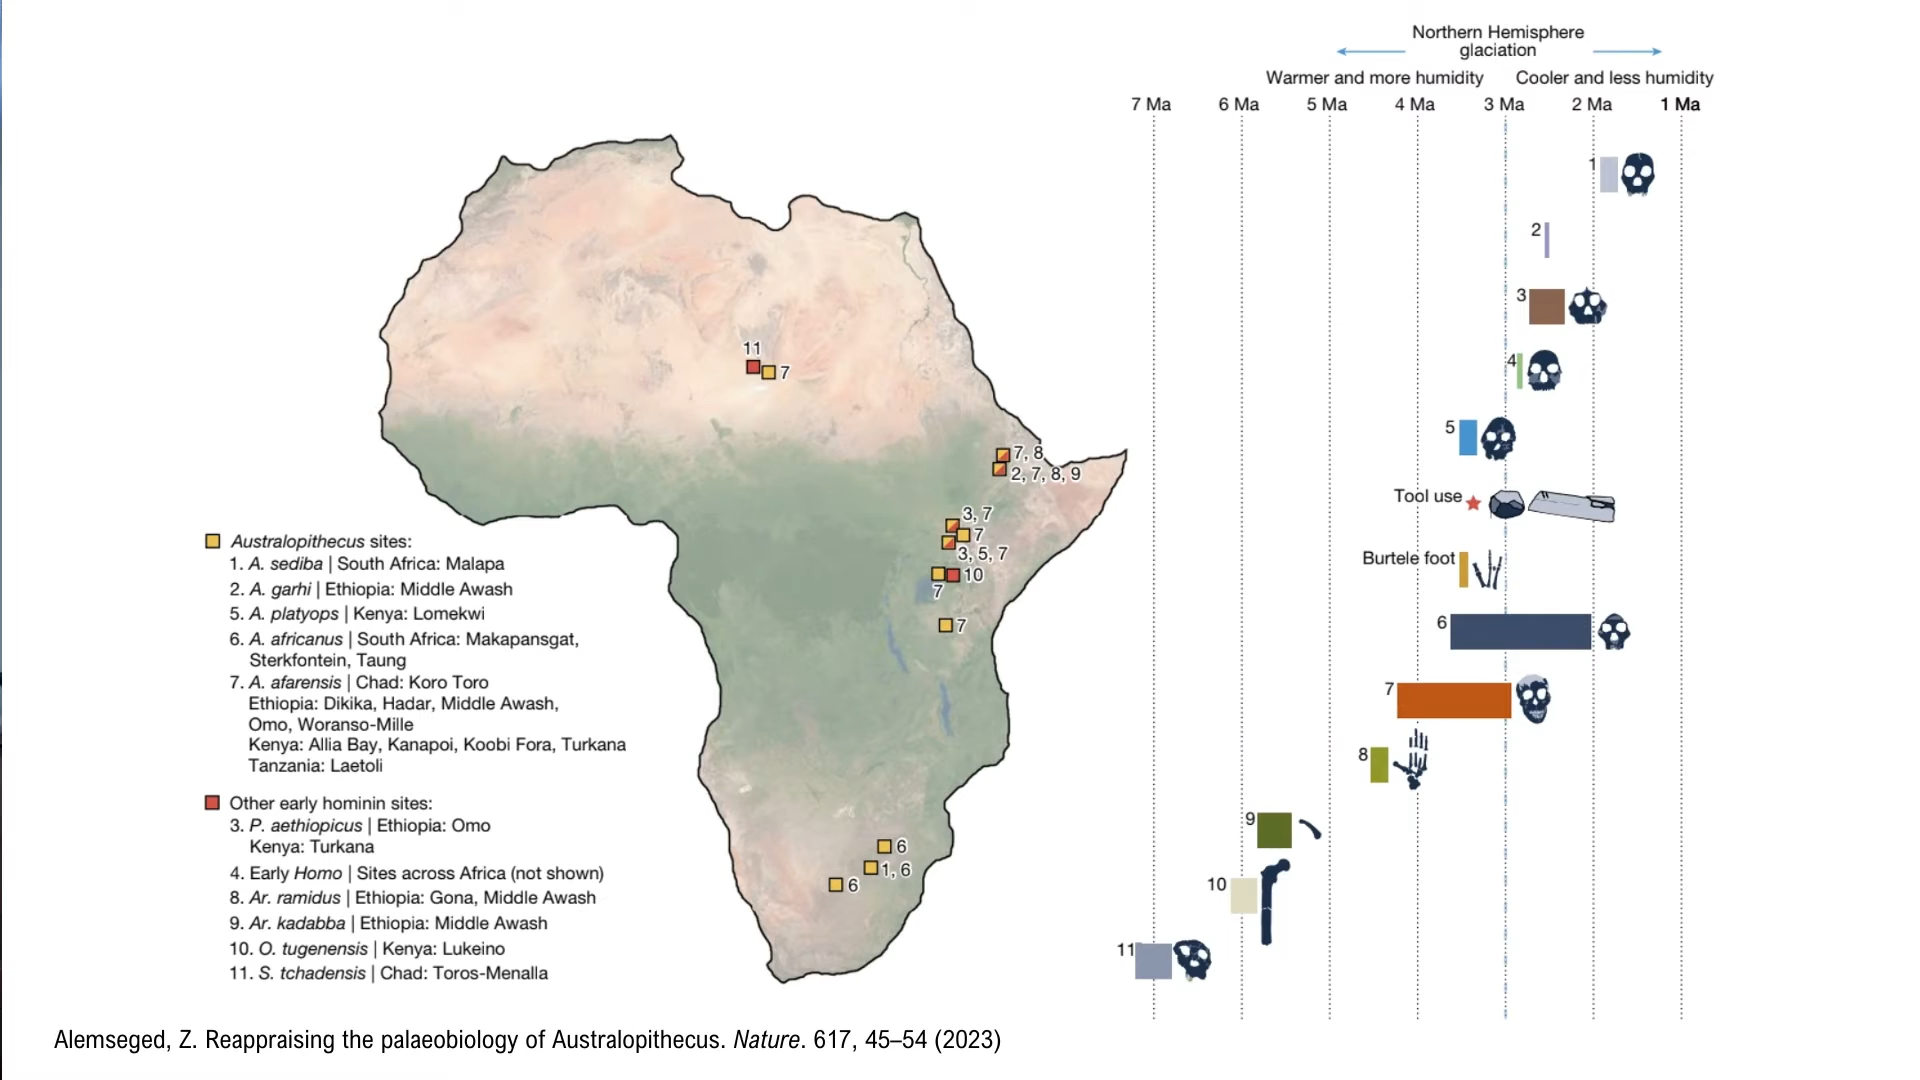 Northern Hemisphere
glaciation
Warmer and more humidity
Cooler and less humidity
7 Ma
6 Ma
5 Ma
4 Ma
3 Ma
2 Ma
1 Ma
1
2
3
4
5
Tool use
Burtele foot
6
7
8
9
10
11
11
7
7, 8
2, 7, 8, 9
3, 7
7
3, 5, 7
10
7
7
6
1, 6
6
Australopithecus sites:
1. A. sediba | South Africa: Malapa
2. A. garhi | Ethiopia: Middle Awash
5. A. platyops | Kenya: Lomekwi
6. A. africanus | South Africa: Makapansgat,
Sterkfontein, Taung
7. A. afarensis | Chad: Koro Toro
Ethiopia: Dikika, Hadar, Middle Awash,
Omo, Woranso-Mille
Kenya: Allia Bay, Kanapoi, Koobi Fora, Turkana
Tanzania: Laetoli
Other early hominin sites:
3. P. aethiopicus | Ethiopia: Omo
Kenya: Turkana
4. Early Homo | Sites across Africa (not shown)
8. Ar. ramidus | Ethiopia: Gona, Middle Awash
9. Ar. kadabba | Ethiopia: Middle Awash
10. O. tugenensis | Kenya: Lukeino
11. S. tchadensis | Chad: Toros-Menalla
Alemseged, Z. Reappraising the palaeobiology of Australopithecus. Nature. 617, 45–54 (2023)